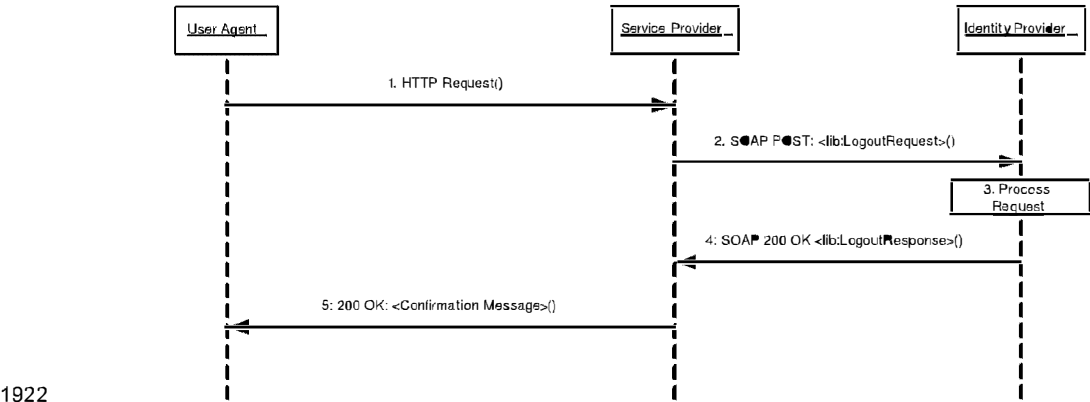 User Agent
Service Provider
Identity Provider
1. HTTP Request()
2. SOAP POST: <lib:LogoutRequest>()
3. Process
Request
4: SOAP 200 OK <lib:LogoutResponse>()
5: 200 OK: <Confirmation Message>()
1922